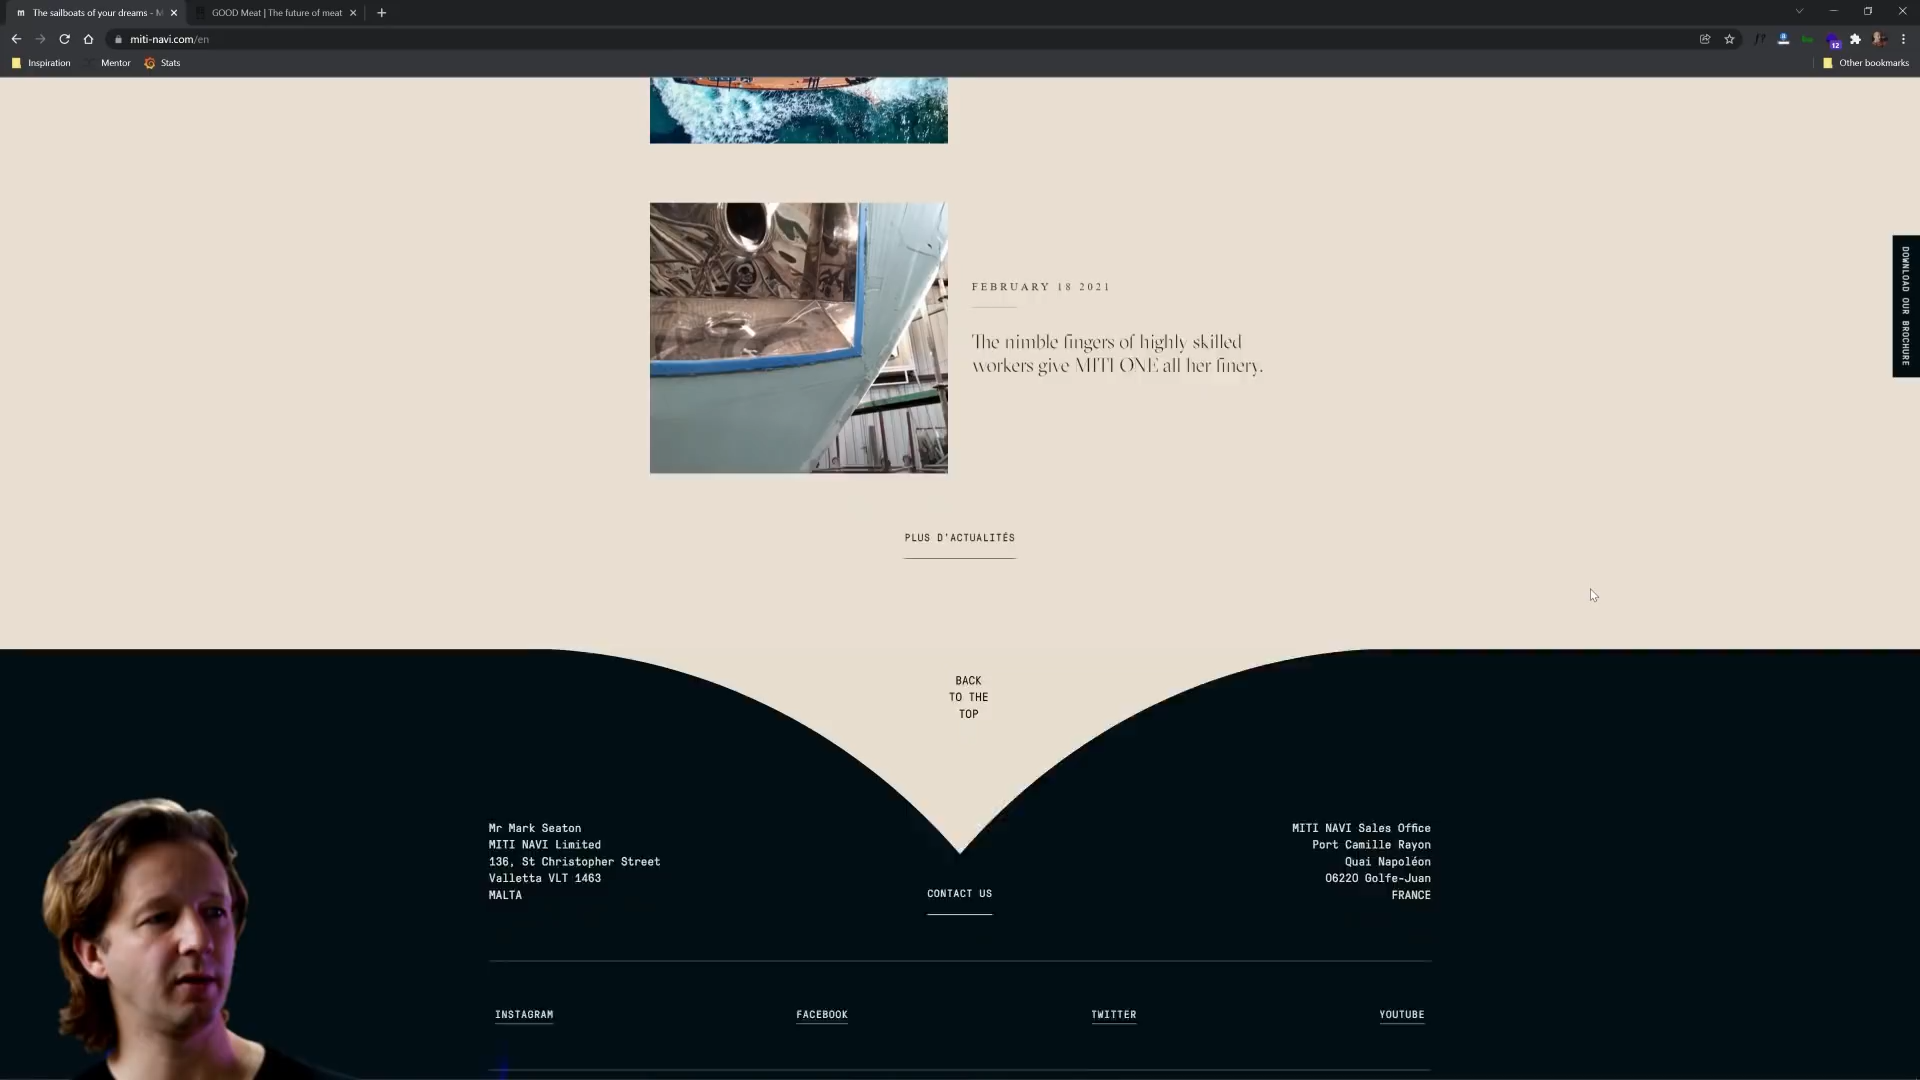 The sailboats of your dreams - M
GOOD Meat | The future of meat
miti-navi.com/en
12
Inspiration
Mentor
Stats
Other bookmarks
DOWNLOAD OUR BROCHURE
FEBRUARY 18 2021
The nimble fingers of highly skilled
workers give MITI ONE all her finery.
PLUS D'ACTUALITÉS
BACK
TO THE
TOP
Mr Mark Seaton
MITI NAVI Limited
136, St Christopher Street
Valletta VLT 1463
MALTA
CONTACT US
MITI NAVI Sales Office
Port Camille Rayon
Quai Napoléon
06220 Golfe-Juan
FRANCE
INSTAGRAM
FACEBOOK
TWITTER
YOUTUBE